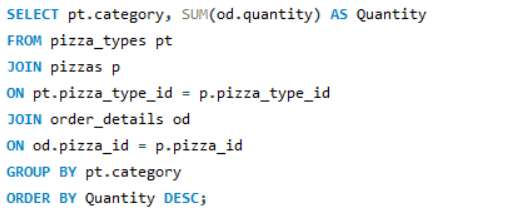 SELECT pt.category, SUM(od.quantity) AS Quantity
FROM pizza_types pt
JOIN pizzas p
ON pt.pizza_type_id = p.pizza_type_id
JOIN order_details od
ON od.pizza_id = p.pizza_id
GROUP BY pt.category
ORDER BY Quantity DESC;